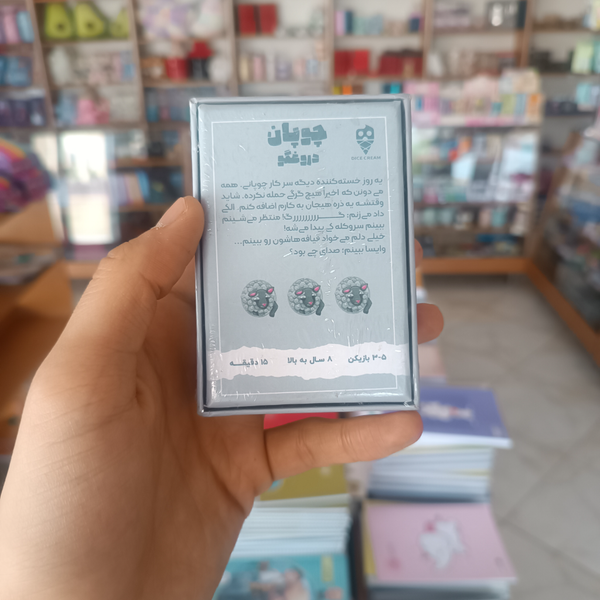 چوپان
دروغگو
DICE CREAM
یه روز خسته‌کننده دیگه سر کار چوپانی. همه
می‌دونن که اخیراً هیچ گرگی حمله نکرده. شاید
وقتشه یه ذره هیجان به کارم اضافه کنم. الکی
داد می‌زنم: گـــــرررررررگ! منتظر می‌شینم
ببینم سروکله کی پیدا می‌شه!
خیلی دلم می‌خواد قیافه‌هاشون رو ببینم...
وایسا ببینم: صدای چی بود؟
۳-۵ بازیکن
۸ سال به بالا
۱۵ دقیقه